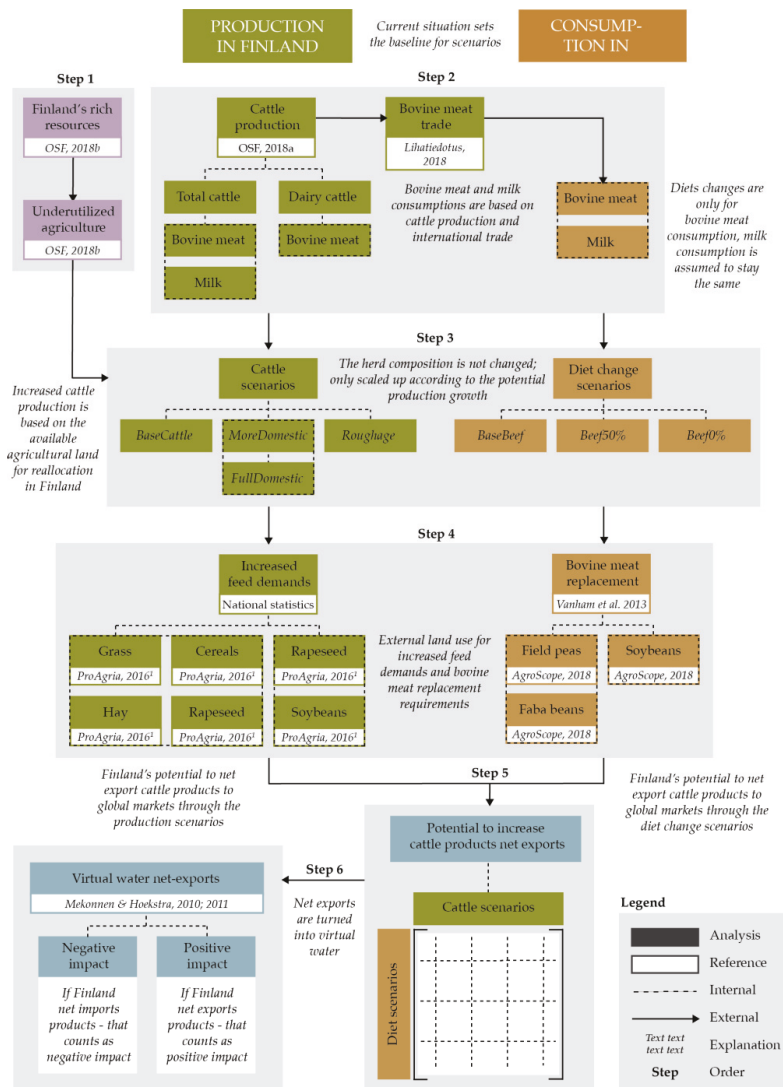 PRODUCTION
IN FINLAND
Current situation sets
the baseline for scenarios
CONSUMP-
TION IN
Step 1
Finland's rich
resources
OSF, 2018b
Underutilized
agriculture
OSF, 2018b
Step 2
Cattle
production
OSF, 2018a
Bovine meat
trade
Lihatiedotus,
2018
Total cattle
Dairy cattle
Bovine meat
Bovine meat
Milk
Bovine meat and milk
consumptions are based on
cattle production and
international trade
Bovine meat
Milk
Diets changes are
only for
bovine meat
consumption, milk
consumption is
assumed to stay
the same
Step 3
Increased cattle
production is
based on the
available
agricultural land
for reallocation
in Finland
Cattle
scenarios
The herd composition is not changed;
only scaled up according to the potential
production growth
Diet change
scenarios
BaseCattle
MoreDomestic
Roughage
FullDomestic
BaseBeef
Beef50%
Beef0%
Step 4
Increased
feed demands
National statistics
Bovine meat
replacement
Vanham et al. 2013
Grass
ProAgria, 2016¹
Cereals
ProAgria, 2016¹
Rapeseed
ProAgria, 2016¹
Hay
ProAgria, 2016¹
Rapeseed
ProAgria, 2016¹
Soybeans
ProAgria, 2016¹
External land use for
increased feed
demands and bovine
meat replacement
requirements
Field peas
AgroScope, 2018
Soybeans
AgroScope, 2018
Faba beans
AgroScope, 2018
Finland's potential to net
export cattle products to
global markets through the
production scenarios
Step 5
Finland's potential to net
export cattle products to
global markets through the
diet change scenarios
Potential to increase
cattle products net exports
Cattle scenarios
Diet scenarios
Step 6
Net exports
are turned
into virtual
water
Virtual water net-exports
Mekonnen & Hoekstra, 2010; 2011
Negative
impact
If Finland
net imports
products - that
counts as
negative impact
Positive
impact
If Finland
net exports
products - that
counts as
positive impact
Legend
Analysis
Reference
Internal
External
Text text
text text
Explanation
Step
Order